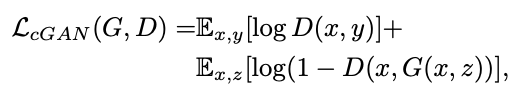 ℒ_{cGAN}(G, D) = 𝔼_{x,y}[log D(x, y)]+
𝔼_{x,z}[log(1 − D(x, G(x, z))],